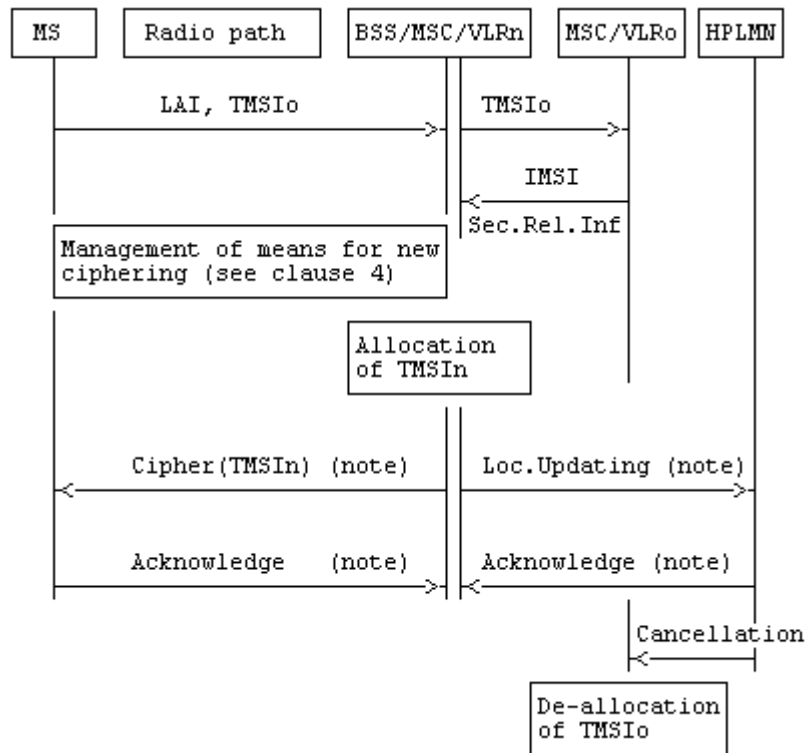 MS Radio path BSS/MSC/VLRn MSC/VLRo HPLMN
LAI, TMSIo TMSIo
IMSI
Sec.Rel.Inf
Management of means for new
ciphering (see clause 4)
Allocation
of TMSIn
Cipher(TMSIn) (note) Loc.Updating (note)
Acknowledge (note) Acknowledge (note)
Cancellation
De-allocation
of TMSIo